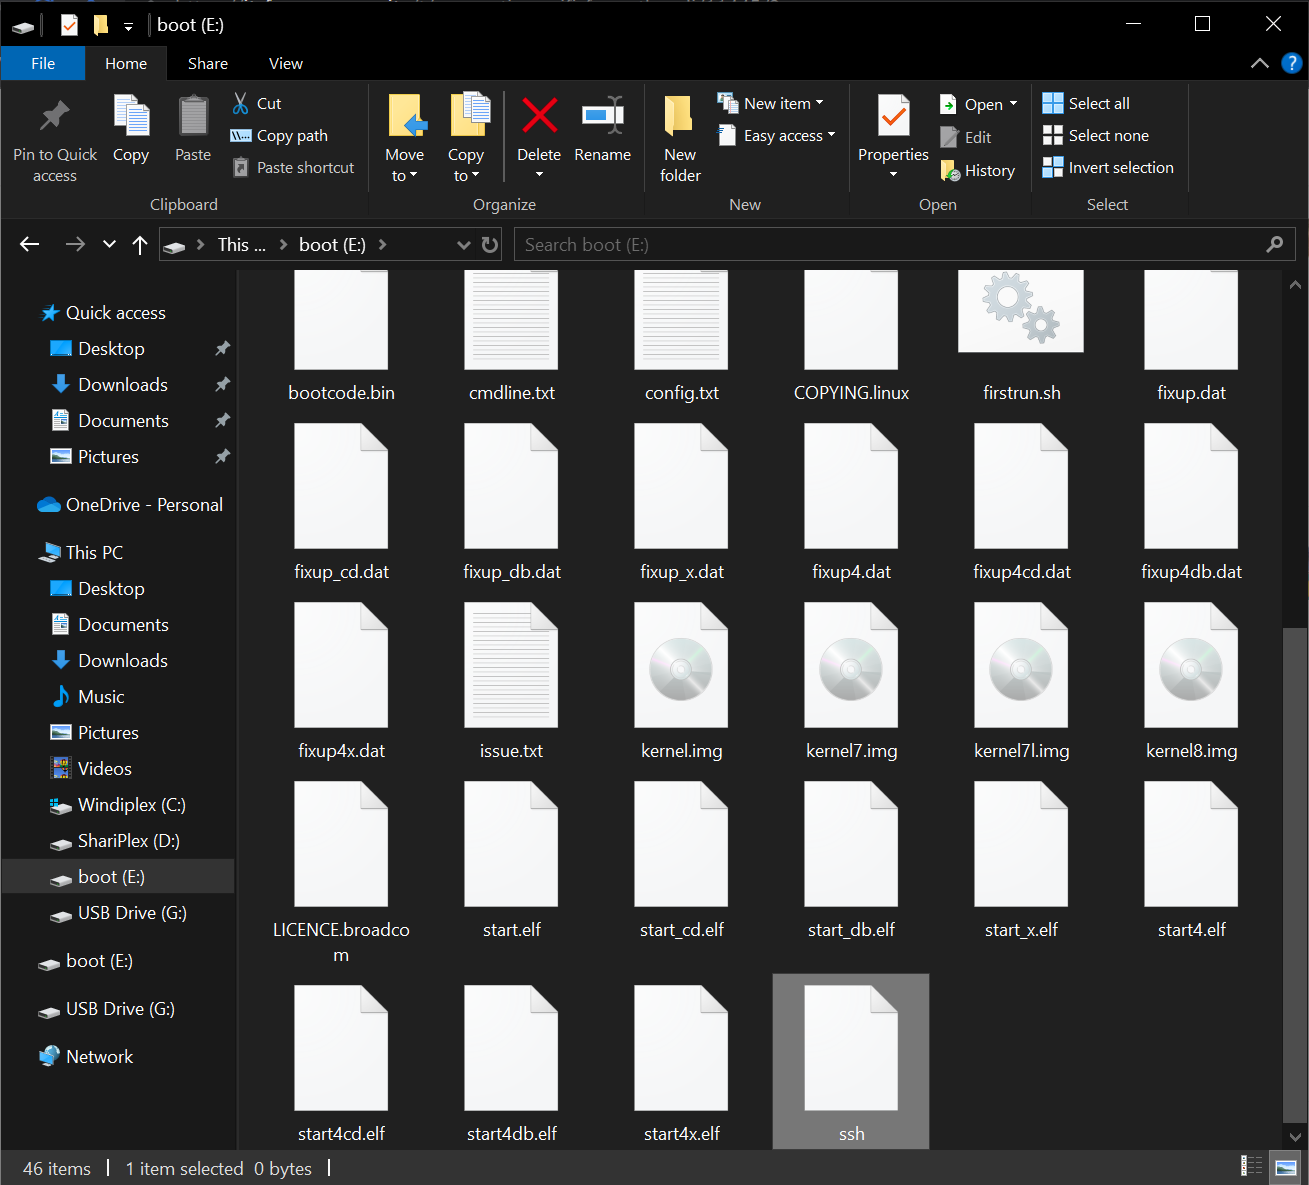 boot (E:)
File
Home
Share
View
Pin to Quick
access
Copy
Paste
Cut
Copy path
Paste shortcut
Clipboard
Move
to
Copy
to
Delete
Rename
Organize
New
folder
New item
Easy access
New
Properties
Open
Edit
History
Open
Select all
Select none
Invert selection
Select
This ...
boot (E:)
Search boot (E:)
Quick access
Desktop
Downloads
Documents
Pictures
OneDrive - Personal
This PC
Desktop
Documents
Downloads
Music
Pictures
Videos
Windiplex (C:)
ShariPlex (D:)
boot (E:)
USB Drive (G:)
boot (E:)
USB Drive (G:)
Network
bootcode.bin
cmdline.txt
config.txt
COPYING.linux
firstrun.sh
fixup.dat
fixup_cd.dat
fixup_db.dat
fixup_x.dat
fixup4.dat
fixup4cd.dat
fixup4db.dat
fixup4x.dat
issue.txt
kernel.img
kernel7.img
kernel7l.img
kernel8.img
LICENCE.broadco
m
start.elf
start_cd.elf
start_db.elf
start_x.elf
start4.elf
start4cd.elf
start4db.elf
start4x.elf
ssh
46 items
1 item selected 0 bytes